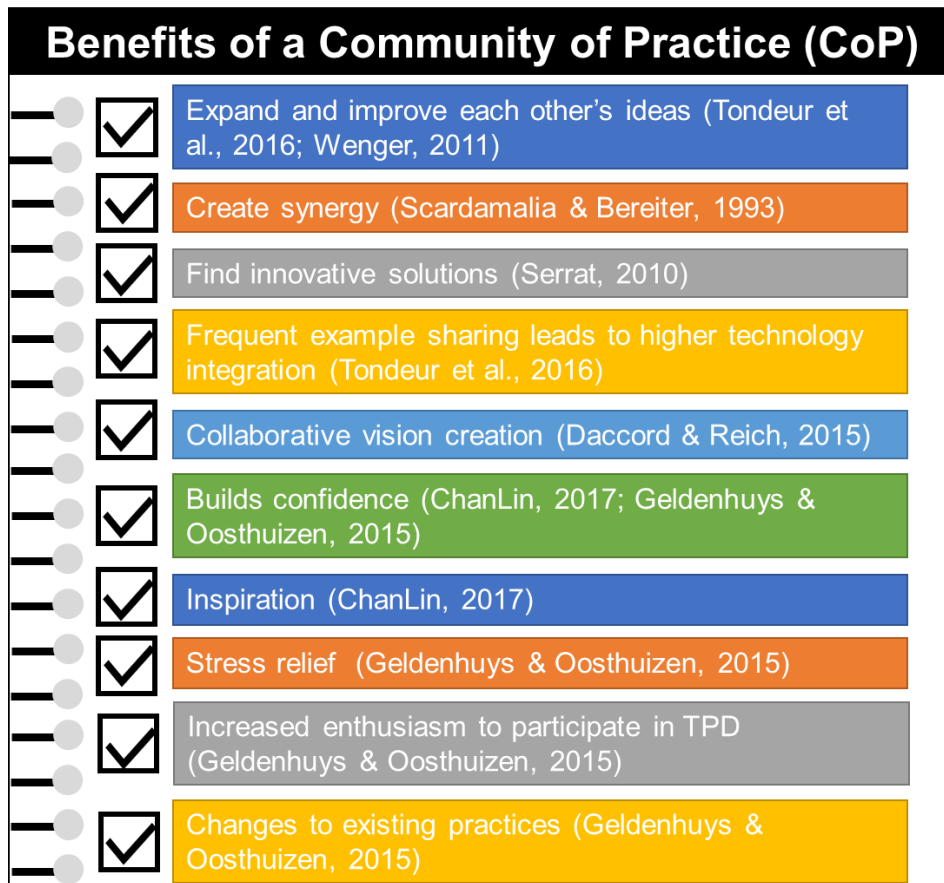 Benefits of a Community of Practice (CoP)
Expand and improve each other’s ideas (Tondeur et
al., 2016; Wenger, 2011)
Create synergy (Scardamalia & Bereiter, 1993)
Find innovative solutions (Serrat, 2010)
Frequent example sharing leads to higher technology
integration (Tondeur et al., 2016)
Collaborative vision creation (Daccord & Reich, 2015)
Builds confidence (ChanLin, 2017; Geldenhuys &
Oosthuizen, 2015)
Inspiration (ChanLin, 2017)
Stress relief (Geldenhuys & Oosthuizen, 2015)
Increased enthusiasm to participate in TPD
(Geldenhuys & Oosthuizen, 2015)
Changes to existing practices (Geldenhuys &
Oosthuizen, 2015)